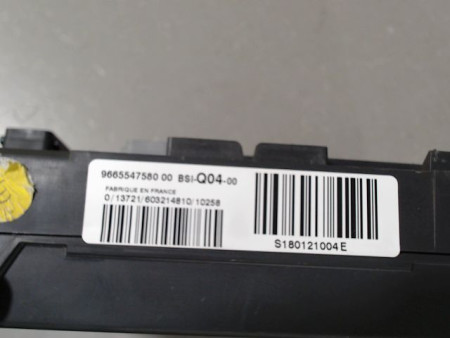 9665547580 00 BSI-Q04-00
FABRIQUE EN FRANCE
0/13721/603214810/10258
S180121004E